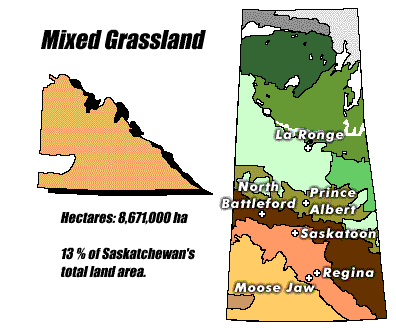 Mixed Grassland
Hectares: 8,671,000 ha
13 % of Saskatchewan's
total land area.
La Ronge
North
Battleford
Prince
Albert
Saskatoon
Regina
Moose Jaw